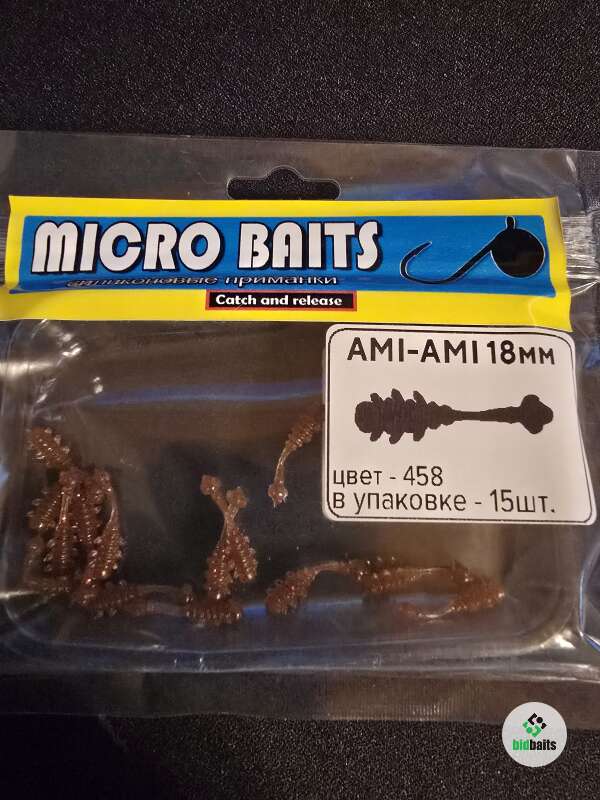 MICRO BAITS
силиконовые приманки
Catch and release
AMI-AMI 18мм
цвет - 458
в упаковке - 15шт.
bidbaits